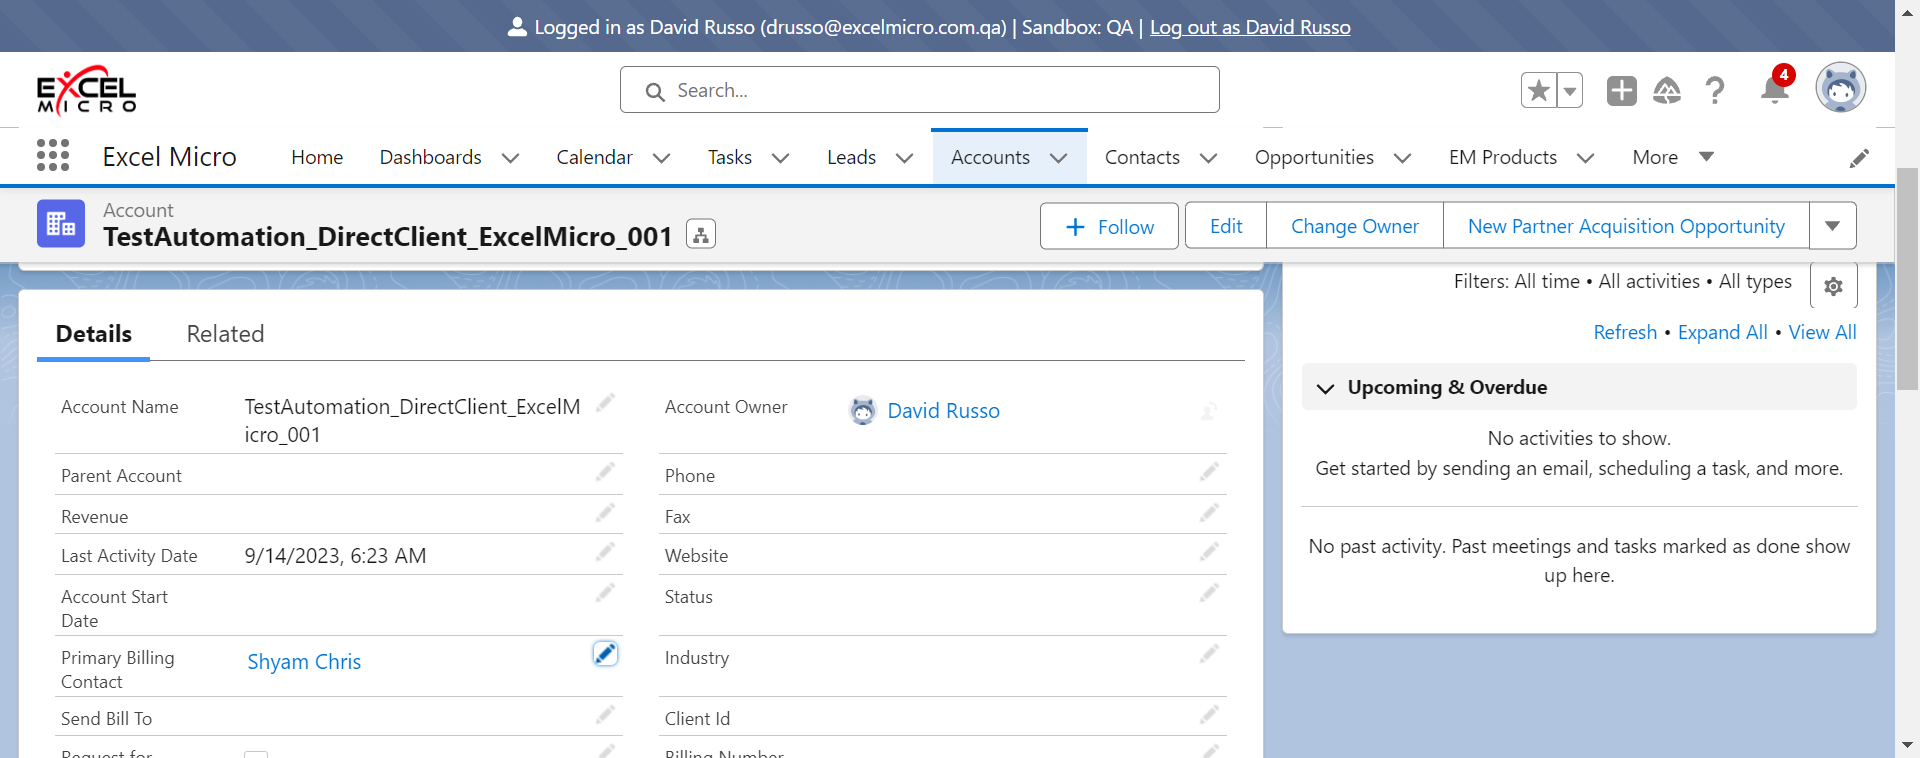 Logged in as David Russo (drusso@excelmicro.com.qa) | Sandbox: QA | Log out as David Russo
EXCEL
MICRO
Search...
4
Excel Micro
Home
Dashboards
Calendar
Tasks
Leads
Accounts
Contacts
Opportunities
EM Products
More
Account
TestAutomation_DirectClient_ExcelMicro_001
Follow
Edit
Change Owner
New Partner Acquisition Opportunity
Filters: All time • All activities • All types
Refresh • Expand All • View All
Upcoming & Overdue
No activities to show.
Get started by sending an email, scheduling a task, and more.
No past activity. Past meetings and tasks marked as done show
up here.
Details
Related
Account Name
TestAutomation_DirectClient_ExcelM
icro_001
Account Owner
David Russo
Parent Account
Phone
Revenue
Fax
Last Activity Date
9/14/2023, 6:23 AM
Website
Account Start
Date
Status
Primary Billing
Contact
Shyam Chris
Industry
Send Bill To
Client Id
Request for
Billing Number